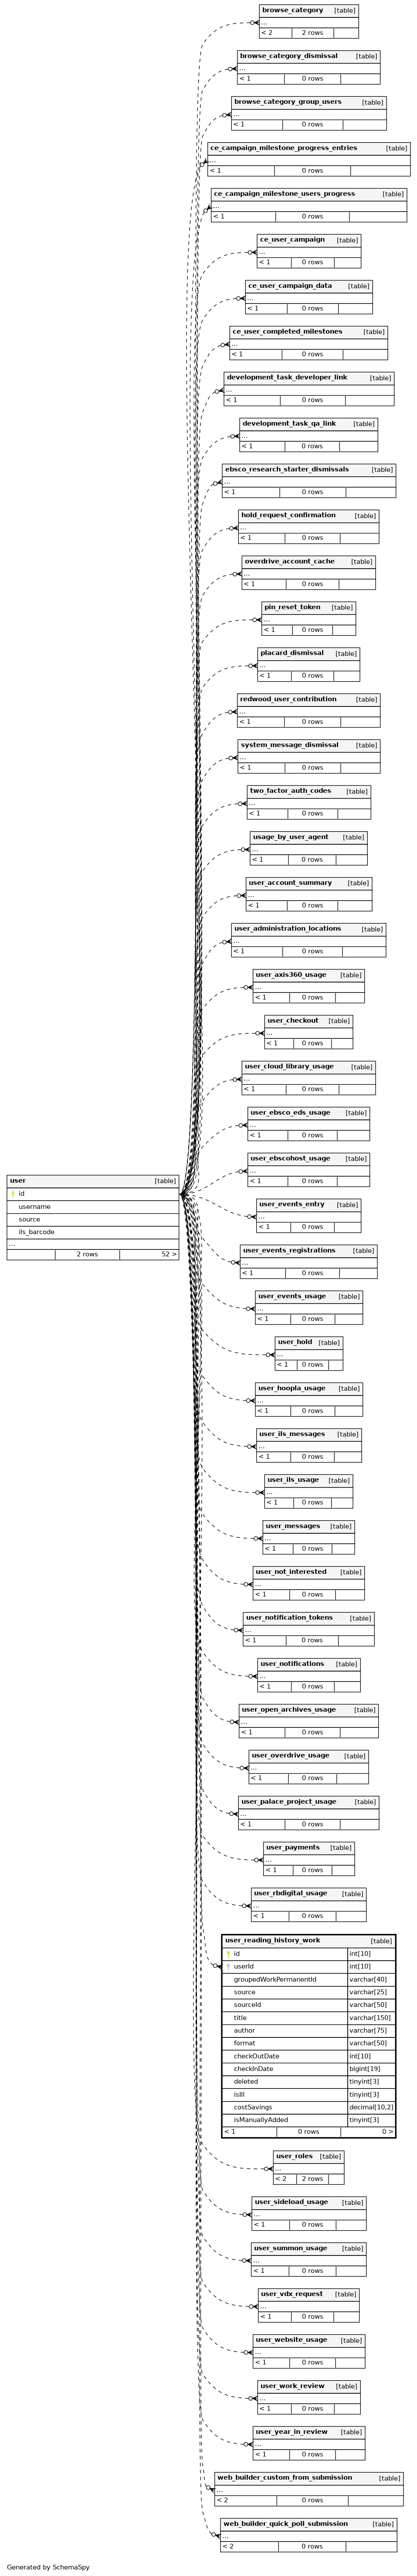 browse_category [table]
...
< 2 2 rows
browse_category_dismissal [table]
...
< 1 0 rows
browse_category_group_users [table]
...
< 1 0 rows
ce_campaign_milestone_progress_entries [table]
...
< 1 0 rows
ce_campaign_milestone_users_progress [table]
...
< 1 0 rows
ce_user_campaign [table]
...
< 1 0 rows
ce_user_campaign_data [table]
...
< 1 0 rows
ce_user_completed_milestones [table]
...
< 1 0 rows
development_task_developer_link [table]
...
< 1 0 rows
development_task_qa_link [table]
...
< 1 0 rows
ebsco_research_starter_dismissals [table]
...
< 1 0 rows
hold_request_confirmation [table]
...
< 1 0 rows
overdrive_account_cache [table]
...
< 1 0 rows
pin_reset_token [table]
...
< 1 0 rows
placard_dismissal [table]
...
< 1 0 rows
redwood_user_contribution [table]
...
< 1 0 rows
system_message_dismissal [table]
...
< 1 0 rows
two_factor_auth_codes [table]
...
< 1 0 rows
usage_by_user_agent [table]
...
< 1 0 rows
user_account_summary [table]
...
< 1 0 rows
user_administration_locations [table]
...
< 1 0 rows
user_axis360_usage [table]
...
< 1 0 rows
user_checkout [table]
...
< 1 0 rows
user_cloud_library_usage [table]
...
< 1 0 rows
user_ebsco_eds_usage [table]
...
< 1 0 rows
user_ebscohost_usage [table]
...
< 1 0 rows
user [table]
id
username
source
ils_barcode
...
2 rows 52 >
user_events_entry [table]
...
< 1 0 rows
user_events_registrations [table]
...
< 1 0 rows
user_events_usage [table]
...
< 1 0 rows
user_hold [table]
...
< 1 0 rows
user_hoopla_usage [table]
...
< 1 0 rows
user_ils_messages [table]
...
< 1 0 rows
user_ils_usage [table]
...
< 1 0 rows
user_messages [table]
...
< 1 0 rows
user_not_interested [table]
...
< 1 0 rows
user_notification_tokens [table]
...
< 1 0 rows
user_notifications [table]
...
< 1 0 rows
user_open_archives_usage [table]
...
< 1 0 rows
user_overdrive_usage [table]
...
< 1 0 rows
user_palace_project_usage [table]
...
< 1 0 rows
user_payments [table]
...
< 1 0 rows
user_rbdigital_usage [table]
...
< 1 0 rows
user_reading_history_work [table]
id int[10]
userId int[10]
groupedWorkPermanentId varchar[40]
source varchar[25]
sourceId varchar[50]
title varchar[150]
author varchar[75]
format varchar[50]
checkOutDate int[10]
checkInDate bigint[19]
deleted tinyint[3]
isIll tinyint[3]
costSavings decimal[10,2]
isManuallyAdded tinyint[3]
< 1 0 rows 0 >
user_roles [table]
...
< 2 2 rows
user_sideload_usage [table]
...
< 1 0 rows
user_summon_usage [table]
...
< 1 0 rows
user_vdx_request [table]
...
< 1 0 rows
user_website_usage [table]
...
< 1 0 rows
user_work_review [table]
...
< 1 0 rows
user_year_in_review [table]
...
< 1 0 rows
web_builder_custom_from_submission [table]
...
< 2 0 rows
web_builder_quick_poll_submission [table]
...
< 2 0 rows
Generated by SchemaSpy